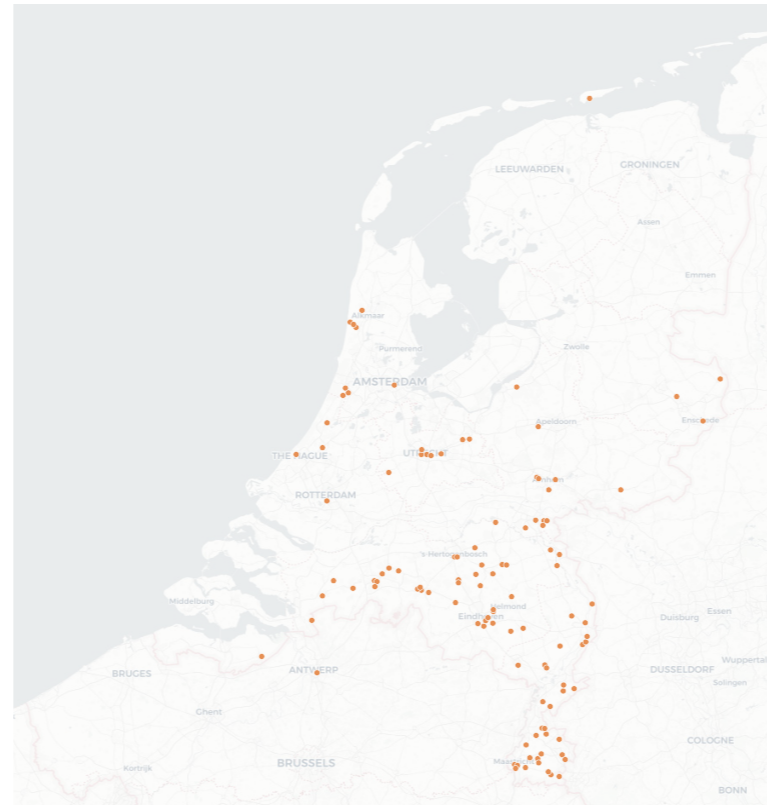 LEEUWARDEN
GRONINGEN
Assen
Emmen
Alkmaar
Purmerend
Zwolle
AMSTERDAM
Apeldoorn
Enschede
THE HAGUE
UTRECHT
Arnhem
ROTTERDAM
's Hertogenbosch
Middelburg
Helmond
Eindhoven
Essen
Duisburg
Wuppertal
BRUGES
ANTWERP
DUSSELDORF
Solingen
Ghent
COLOGNE
BRUSSELS
Kortrijk
Maastricht
BONN